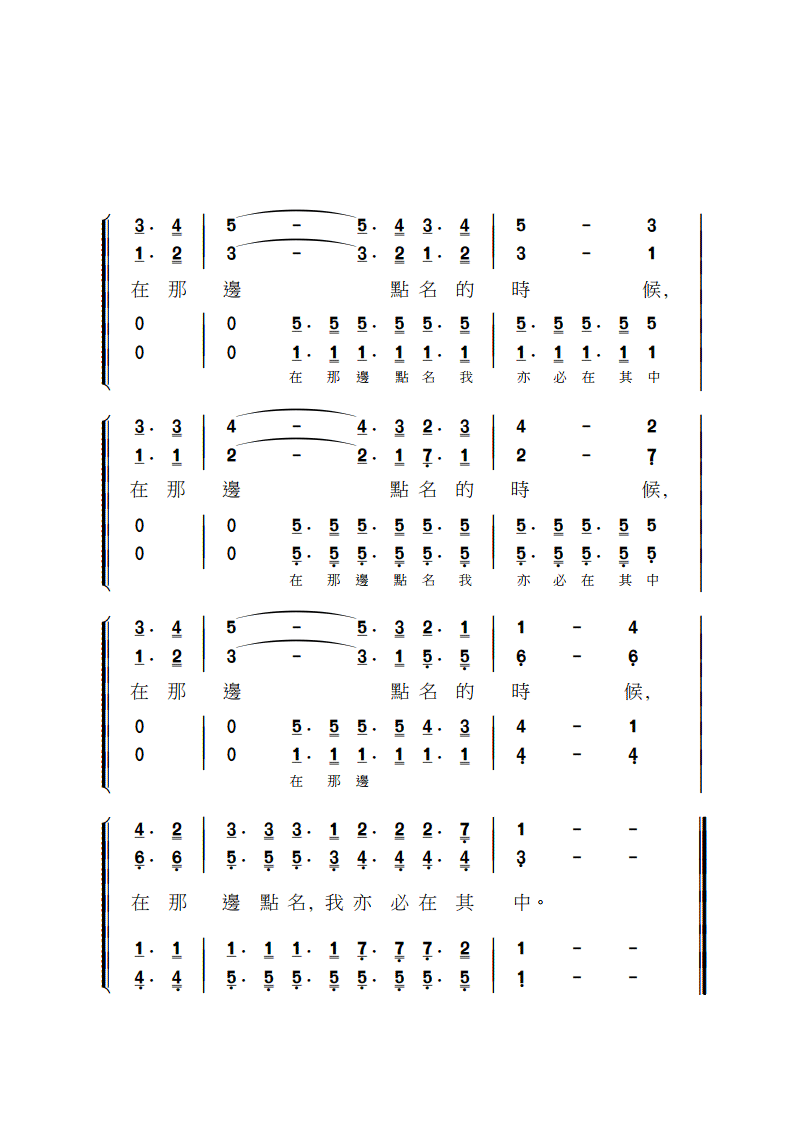 3. 4 | 5 - 5. 4 3. 4 | 5 - 3
1. 2 | 3 - 3. 2 1. 2 | 3 - 1
在那邊 點名的時 候,
0 | 0 5. 5 5. 5 5. 5 | 5. 5 5. 5 5
0 | 0 1. 1 1. 1 1. 1 | 1. 1 1. 1 1
在 那邊點名我 亦必在其中
3. 3 | 4 - 4. 3 2. 3 | 4 - 2
1. 1 | 2 - 2. 1 7̣. 1 | 2 - 7̣
在那邊 點名的時 候,
0 | 0 5. 5 5. 5 5. 5 | 5. 5 5. 5 5
0 | 0 5̣. 5̣ 5̣. 5̣ 5̣. 5̣ | 5̣. 5̣ 5̣. 5̣ 5̣
在 那邊點名我 亦必在其中
3. 4 | 5 - 5. 3 2. 1 | 1 - 4
1. 2 | 3 - 3. 1 5̣. 5̣ | 6̣ - 6̣
在那邊 點名的時 候,
0 | 0 5. 5 5. 5 4. 3 | 4 - 1
0 | 0 1. 1 1. 1 1. 1 | 4̣ - 4̣
在 那邊
4. 2 | 3. 3 3. 1 2. 2 2. 7̣ | 1 - -
6̣. 6̣ | 5̣. 5̣ 5̣. 3̣ 4̣. 4̣ 4̣. 4̣ | 3̣ - -
在那 邊點名,我亦必在其 中。
1. 1 | 1. 1 1. 1 7̣. 7̣ 7̣. 2 | 1 - -
4̣. 4̣ | 5̣. 5̣ 5̣. 5̣ 5̣. 5̣ 5̣. 5̣ | 1̣ - -